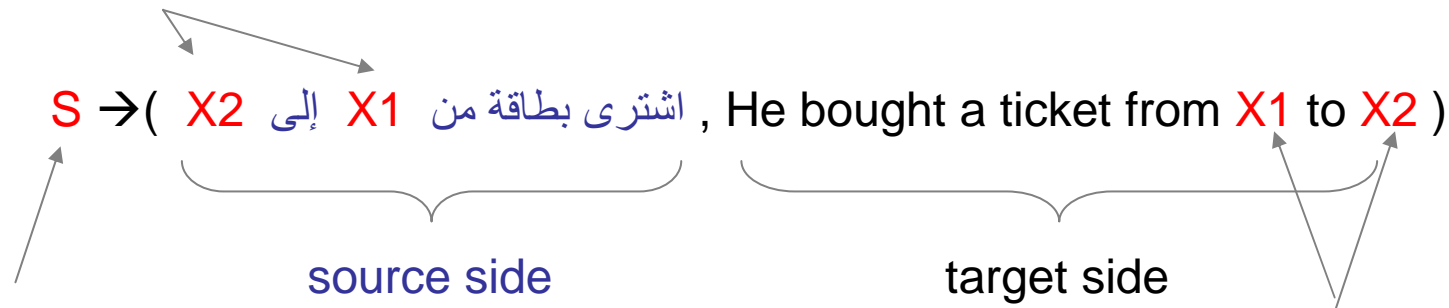 S →( اشترى بطاقة من X1 إلى X2 , He bought a ticket from X1 to X2 )
source side target side